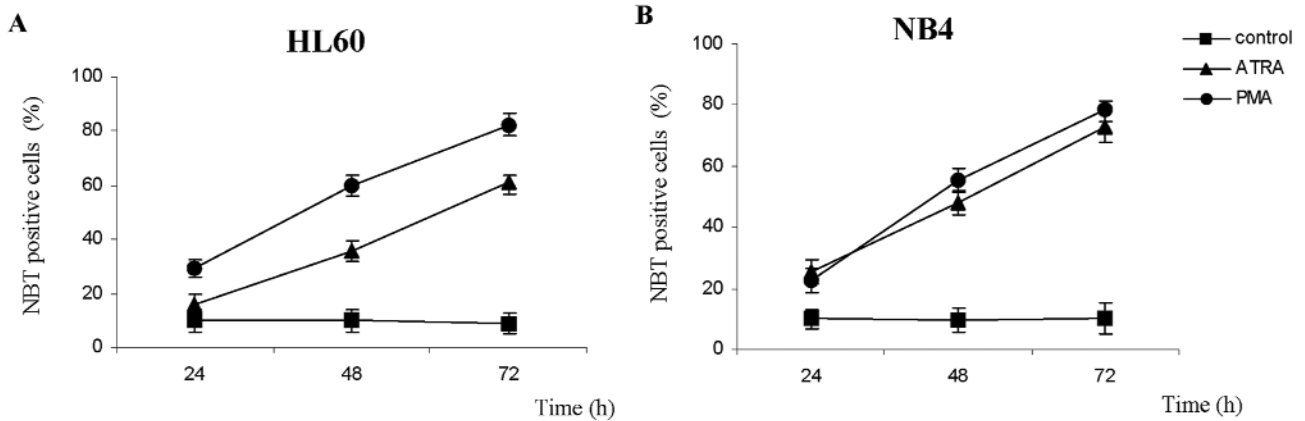 A
HL60
NBT positive cells (%)
100
80
60
40
20
0
24
48
72
Time (h)
B
NB4
NBT positive cells (%)
100
80
60
40
20
0
24
48
72
Time (h)
control
ATRA
PMA